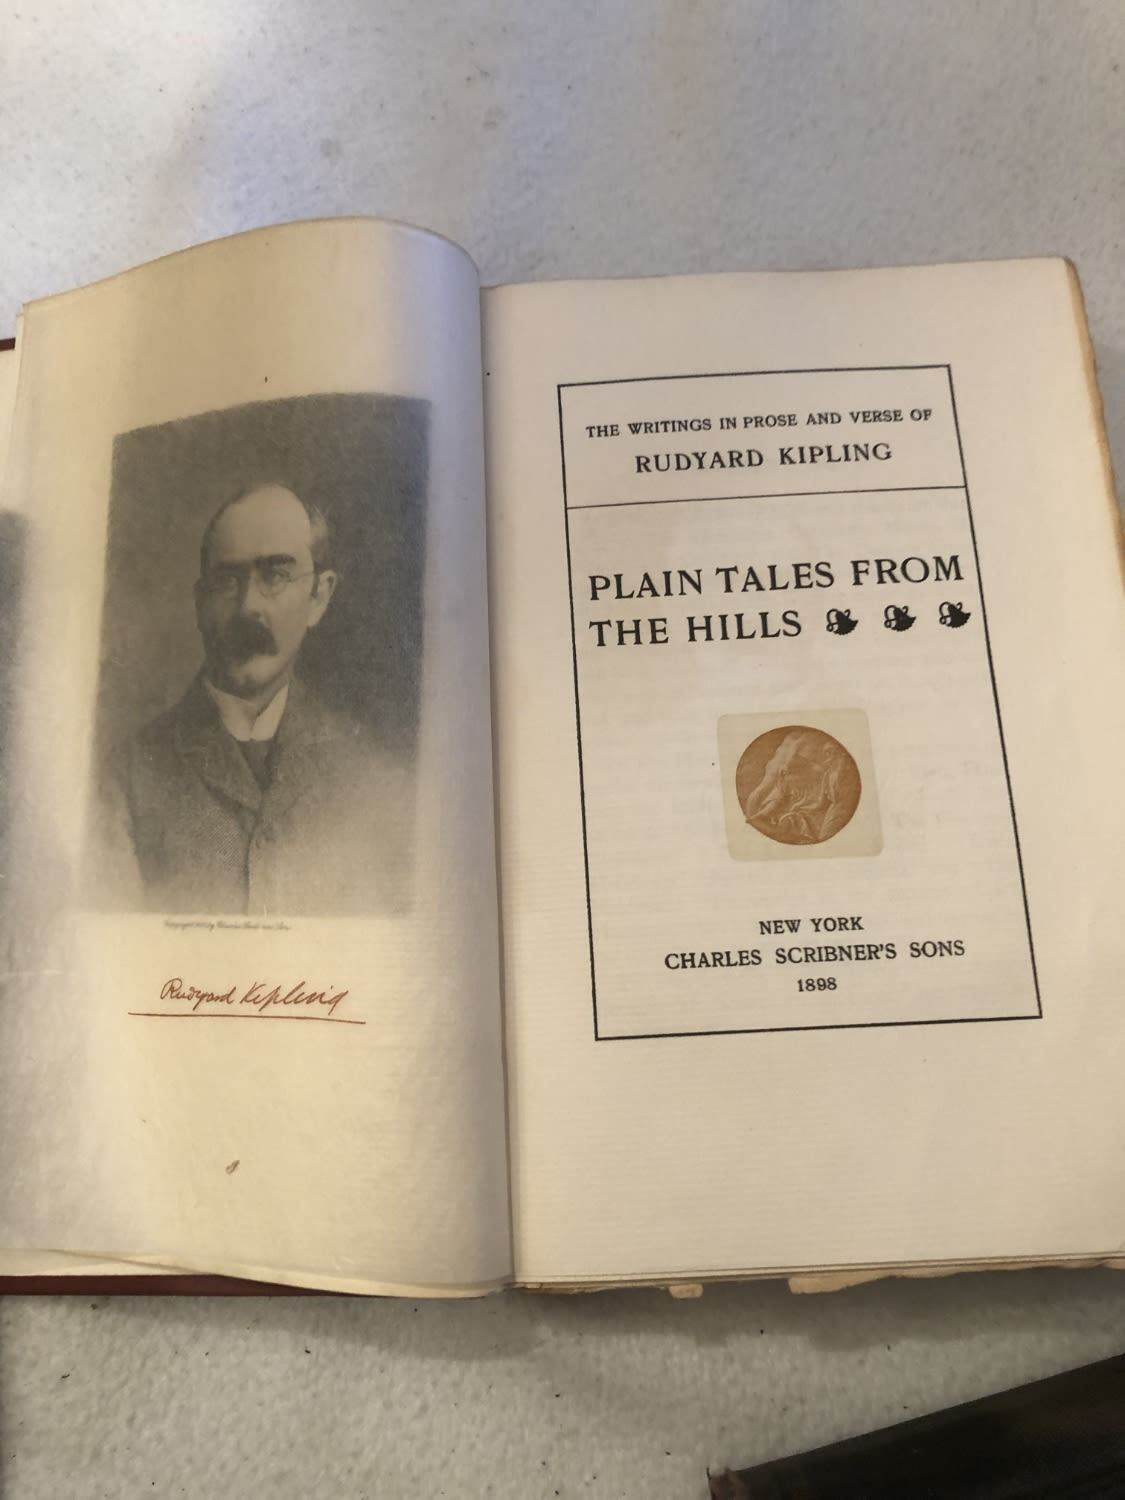 Rudyard Kipling
THE WRITINGS IN PROSE AND VERSE OF
RUDYARD KIPLING
PLAIN TALES FROM
THE HILLS
NEW YORK
CHARLES SCRIBNER'S SONS
1898